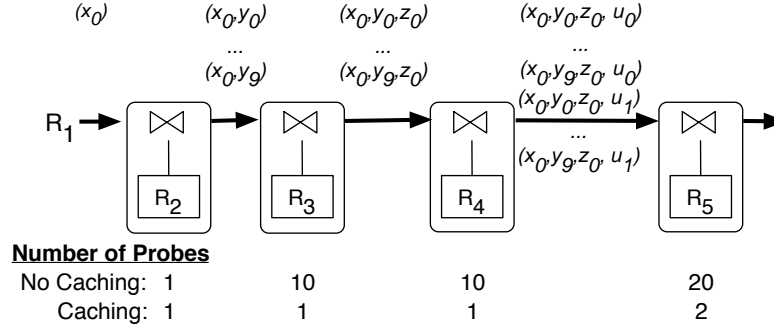 (x0) (x0,y0) (x0,y0,z0) (x0,y0,z0, u0)
... ... ...
(x0,y9) (x0,y9,z0) (x0,y9,z0, u0)
(x0,y0,z0, u1)
...
(x0,y9,z0, u1)
R1
R2 R3 R4 R5
Number of Probes
No Caching: 1 10 10 20
Caching: 1 1 1 2